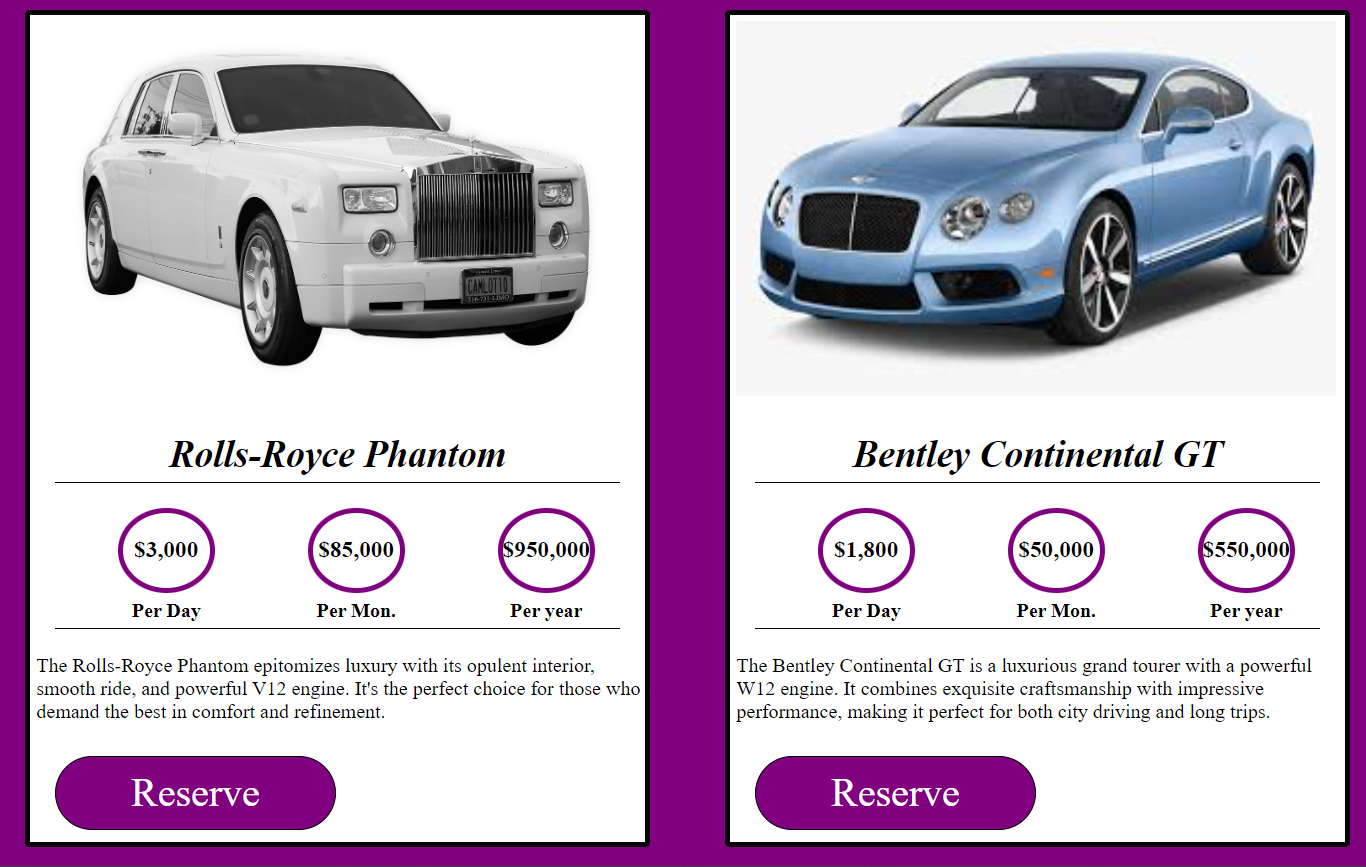 CAMLOT10
516-731-LIMO
Rolls-Royce Phantom
$3,000 $85,000 $950,000
Per Day Per Mon. Per year
The Rolls-Royce Phantom epitomizes luxury with its opulent interior,
smooth ride, and powerful V12 engine. It's the perfect choice for those who
demand the best in comfort and refinement.
Reserve
Bentley Continental GT
$1,800 $50,000 $550,000
Per Day Per Mon. Per year
The Bentley Continental GT is a luxurious grand tourer with a powerful
W12 engine. It combines exquisite craftsmanship with impressive
performance, making it perfect for both city driving and long trips.
Reserve